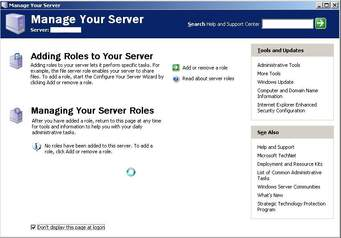 Manage Your Server
Manage Your Server
Server:
Search Help and Support Center
Adding Roles to Your Server
Adding roles to your server lets it perform specific tasks. For
example, the file server role enables your server to share
files. To add a role, start the Configure Your Server Wizard by
clicking Add or remove a role.
Add or remove a role
Read about server roles
Managing Your Server Roles
After you have added a role, return to this page at any
time for tools and information to help you with your daily
administrative tasks.
No roles have been added to this server. To add a
role, click Add or remove a role.
Don't display this page at logon
Tools and Updates
Administrative Tools
More Tools
Windows Update
Computer and Domain Name
Information
Internet Explorer Enhanced
Security Configuration
See Also
Help and Support
Microsoft TechNet
Deployment and Resource Kits
List of Common Administrative
Tasks
Windows Server Communities
What's New
Strategic Technology Protection
Program